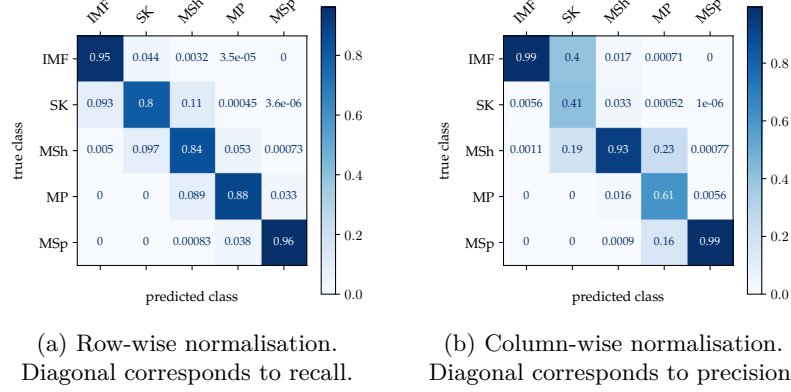 IMF SK MSh MP MSp
IMF 0.95 0.044 0.0032 3.5e-05 0
SK 0.093 0.8 0.11 0.00045 3.6e-06
MSh 0.005 0.097 0.84 0.053 0.00073
MP 0 0 0.089 0.88 0.033
MSp 0 0 0.00083 0.038 0.96
true class
predicted class
0.8
0.6
0.4
0.2
0.0
(a) Row-wise normalisation.
Diagonal corresponds to recall.
IMF SK MSh MP MSp
IMF 0.99 0.4 0.017 0.00071 0
SK 0.0056 0.41 0.033 0.00052 1e-06
MSh 0.0011 0.19 0.93 0.23 0.00077
MP 0 0 0.016 0.61 0.0056
MSp 0 0 0.0009 0.16 0.99
true class
predicted class
0.8
0.6
0.4
0.2
0.0
(b) Column-wise normalisation.
Diagonal corresponds to precision